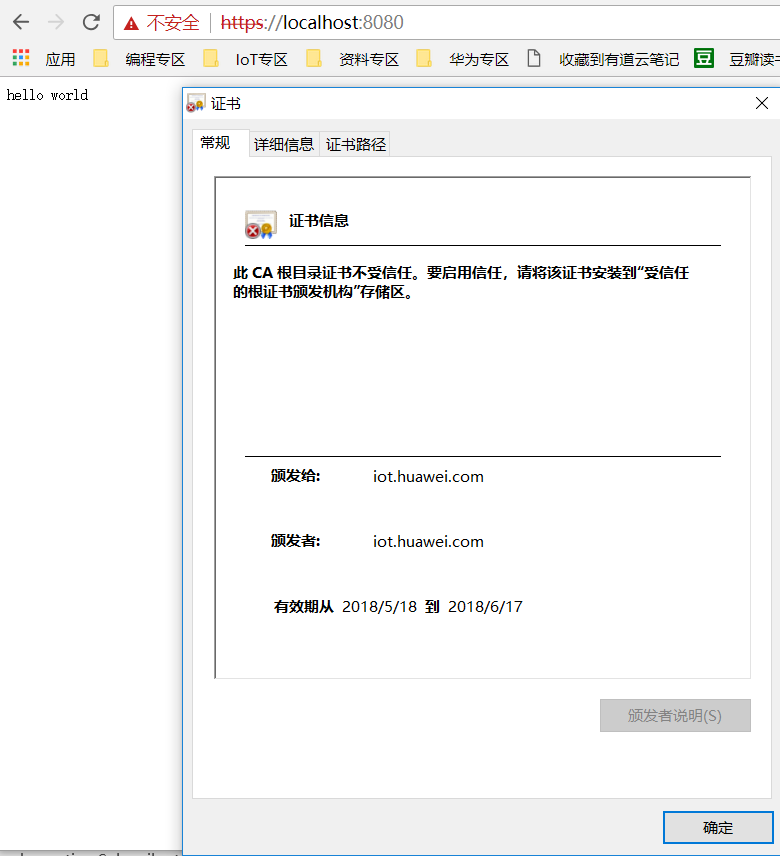 不安全 https://localhost:8080
应用 编程专区 IoT专区 资料专区 华为专区 收藏到有道云笔记 豆 豆瓣读
hello world
证书
常规 详细信息 证书路径
证书信息
此 CA 根目录证书不受信任。要启用信任，请将该证书安装到“受信任
的根证书颁发机构”存储区。
颁发给: iot.huawei.com
颁发者: iot.huawei.com
有效期从 2018/5/18 到 2018/6/17
颁发者说明(S)
确定